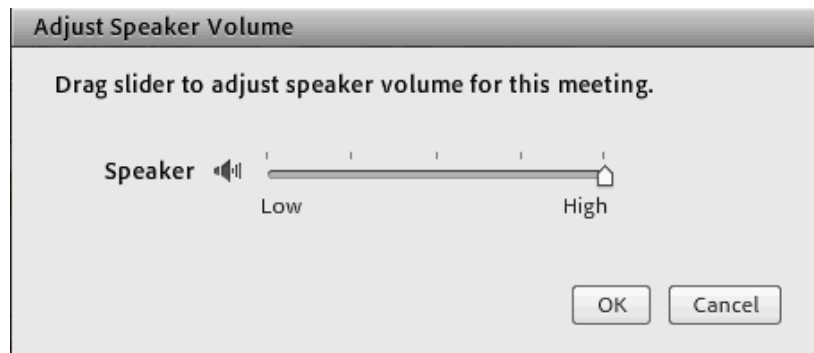 Adjust Speaker Volume
Drag slider to adjust speaker volume for this meeting.
Speaker
Low High
OK Cancel